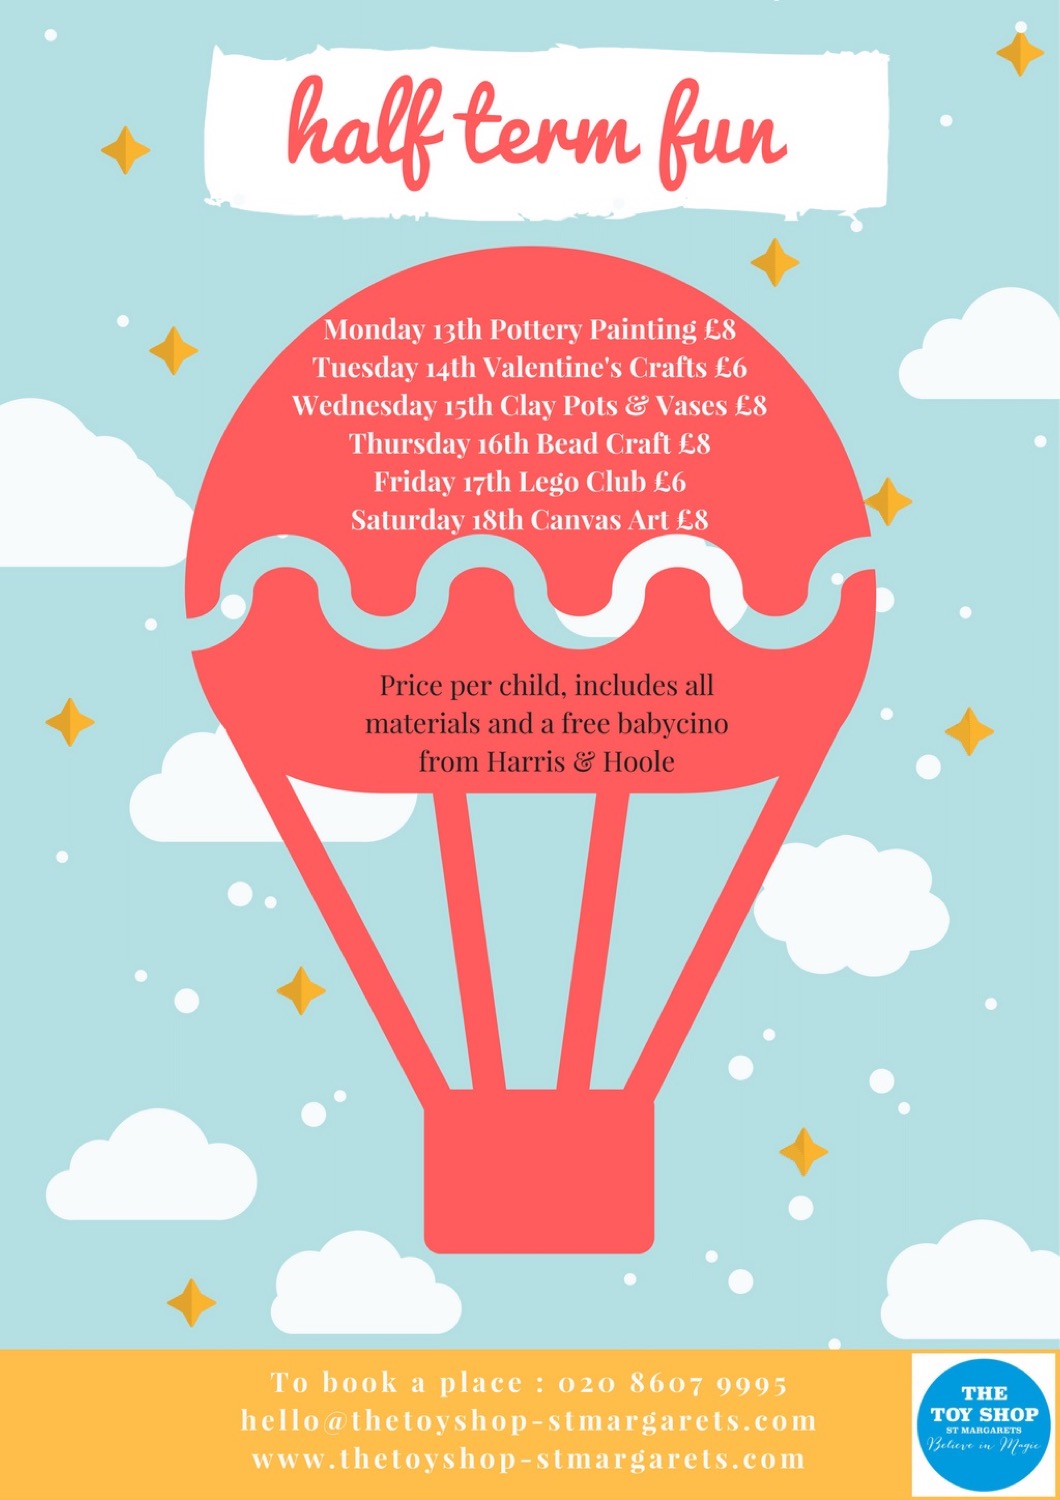 half term fun
Monday 13th Pottery Painting £8
Tuesday 14th Valentine's Crafts £6
Wednesday 15th Clay Pots & Vases £8
Thursday 16th Bead Craft £8
Friday 17th Lego Club £6
Saturday 18th Canvas Art £8
Price per child, includes all
materials and a free babycino
from Harris & Hoole
To book a place : 020 8607 9995
hello@thetoyshop-stmargarets.com
www.thetoyshop-stmargarets.com
THE
TOY SHOP
ST MARGARETS
Believe in Magic